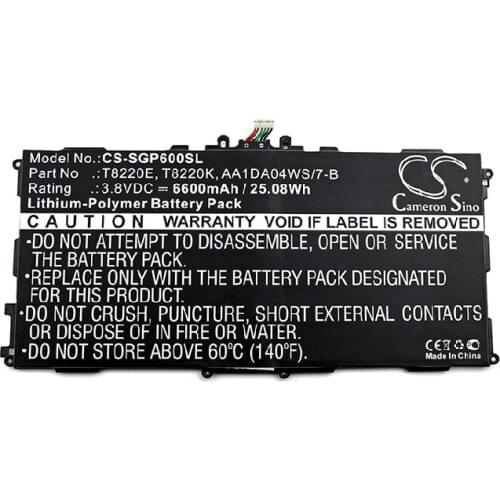 Model No.:CS-SGP600SL
Part No :T8220E, T8220K, AA1DA04WS/7-B
Rating :3.8VDC ⎓ 6600mAh / 25.08Wh
Lithium-Polymer Battery Pack
CS
Cameron Sino
WARRANTY VOID IF LABEL IS REMOVED
•DO NOT ATTEMPT TO DISASSEMBLE, OPEN OR SERVICE
THE BATTERY PACK.
•REPLACE ONLY WITH THE BATTERY PACK DESIGNATED
FOR THIS PRODUCT.
•DO NOT CRUSH, PUNCTURE, SHORT EXTERNAL CONTACTS
OR DISPOSE OF IN FIRE OR WATER.
•DO NOT STORE ABOVE 60℃ (140℉).
CE
Made In China